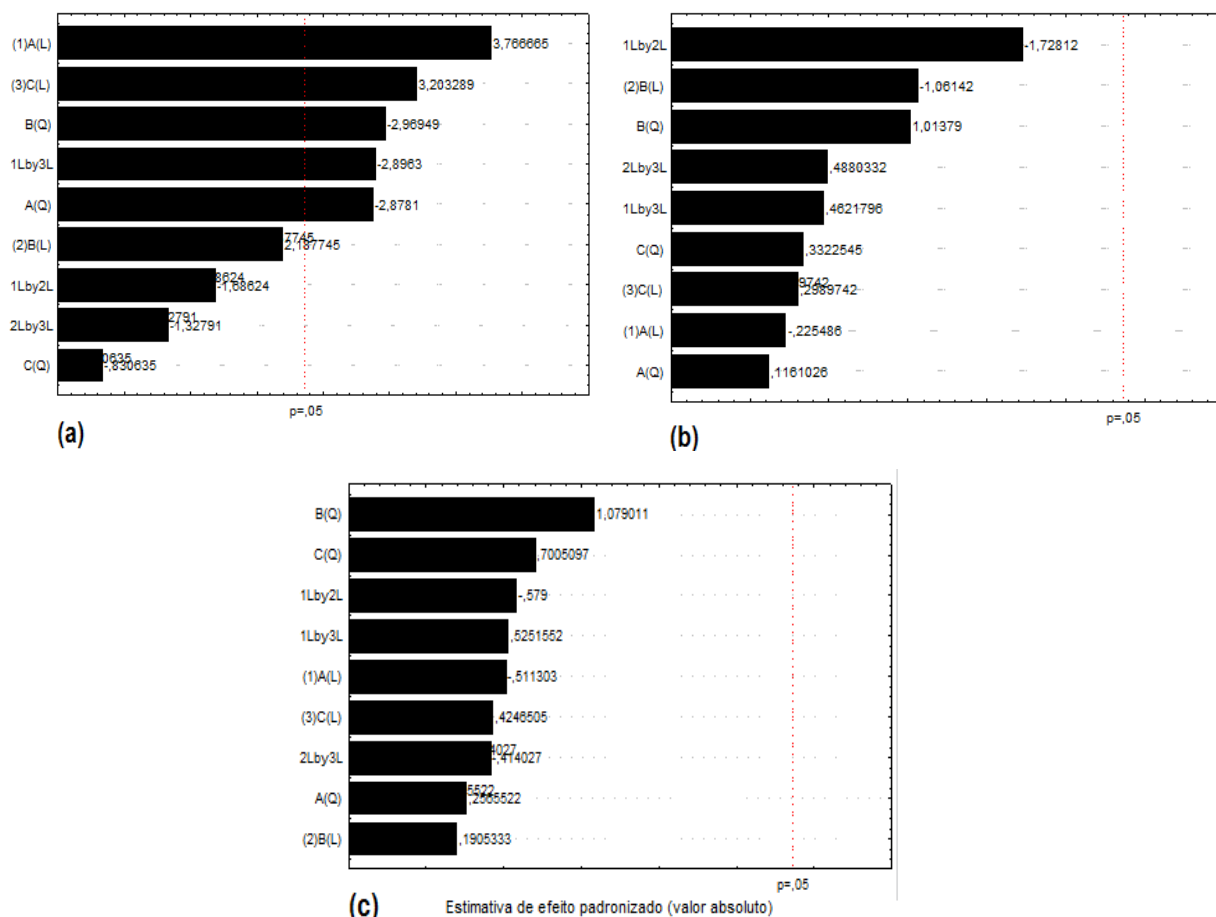 (1)A(L) 3,766665
(3)C(L) 3,203289
B(Q) -2,96949
1Lby3L -2,8963
A(Q) -2,8781
(2)B(L) 2,187745
1Lby2L -1,68624
2Lby3L -1,32791
C(Q) -,830635
p=,05
(a)
1Lby2L -1,72812
(2)B(L) -1,06142
B(Q) 1,01379
2Lby3L ,4880332
1Lby3L ,4621796
C(Q) ,3322545
(3)C(L) ,2989742
(1)A(L) -,225486
A(Q) ,1161026
p=,05
(b)
B(Q) 1,079011
C(Q) ,7005097
1Lby2L -,579
1Lby3L ,5251552
(1)A(L) -,511303
(3)C(L) ,4246505
2Lby3L -,414027
A(Q) ,2565522
(2)B(L) ,1905333
p=,05
(c) Estimativa de efeito padronizado (valor absoluto)